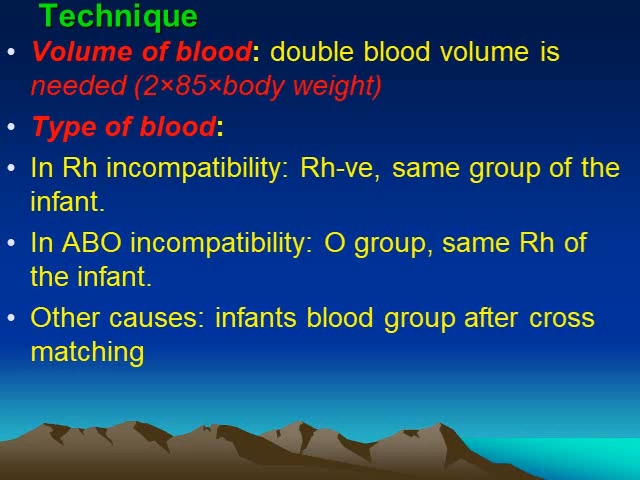 Technique
• Volume of blood: double blood volume is
needed (2×85×body weight)
• Type of blood:
• In Rh incompatibility: Rh-ve, same group of the
infant.
• In ABO incompatibility: O group, same Rh of
the infant.
• Other causes: infants blood group after cross
matching